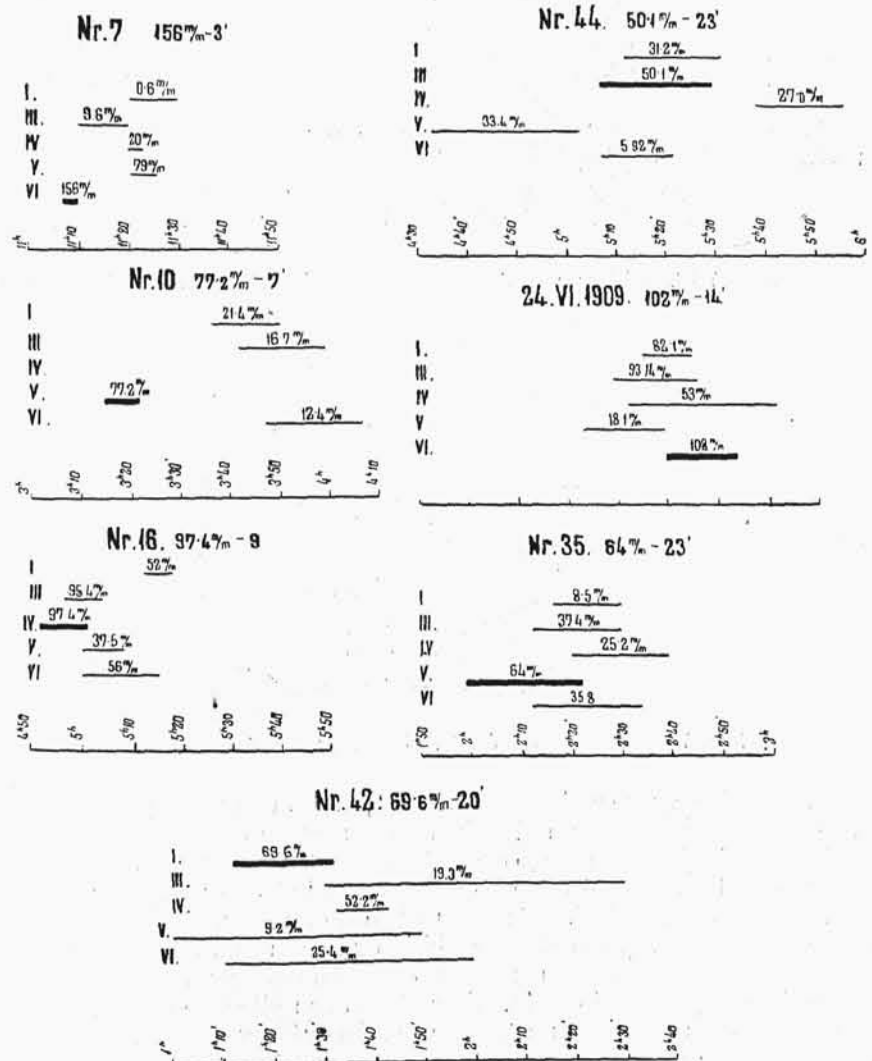 Nr.7 156 m/m-3'
I. 0·6 m/m
III. 9·6 m/m
IV 20 m/m
V. 79 m/m
VI 156 m/m
11ʰ 11ʰ10 11ʰ20 11ʰ30' 11ʰ40 11ʰ50'
Nr.44. 50·1 m/m-23'
I 31.2 m/m
III 50.1 m/m
IV. 27·0 m/m
V. 33.4 m/m
VI 5 92 m/m
4ʰ30 4ʰ40' 4ʰ50 5ʰ 5ʰ10 5ʰ20' 5ʰ30 5ʰ40 5ʰ50' 6ʰ
Nr.10 77·2 m/m-7'
I 21·4 m/m
III 16 7 m/m
IV.
V. 77.2 m/m
VI. 12·4 m/m
3ʰ 3ʰ10 3ʰ20 3ʰ30' 3ʰ40 3ʰ50 4ʰ 4ʰ10
24.VI.1909. 102 m/m-14'
I. 82·1 m/m
III. 93.14 m/m
IV 53 m/m
V 18 1 m/m
VI. 108 m/m
Nr.16. 97·4 m/m-9
I 52 m/m
III 95.4 m/m
IV. 97 4 m/m
V. 37·5 m/m
VI 56 m/m
4ʰ50 5ʰ 5ʰ10 5ʰ20 5ʰ30 5ʰ40 5ʰ50
Nr.35. 64 m/m-23'
I 8·5 m/m
III. 37.4 m/m
IV 25·2 m/m
V. 64 m/m
VI 35 8
1ʰ50 2ʰ 2ʰ10 2ʰ20' 2ʰ30 2ʰ40 2ʰ50 3ʰ
Nr.42: 69·6 m/m-20'
I. 69 6 m/m
III. 19.3 m/m
IV. 52·2 m/m
V. 9·2 m/m
VI. 25·4 m/m
1ʰ 1ʰ10' 1ʰ20' 1ʰ30' 1ʰ40 1ʰ50' 2ʰ 2ʰ10' 2ʰ20' 2ʰ30' 2ʰ40